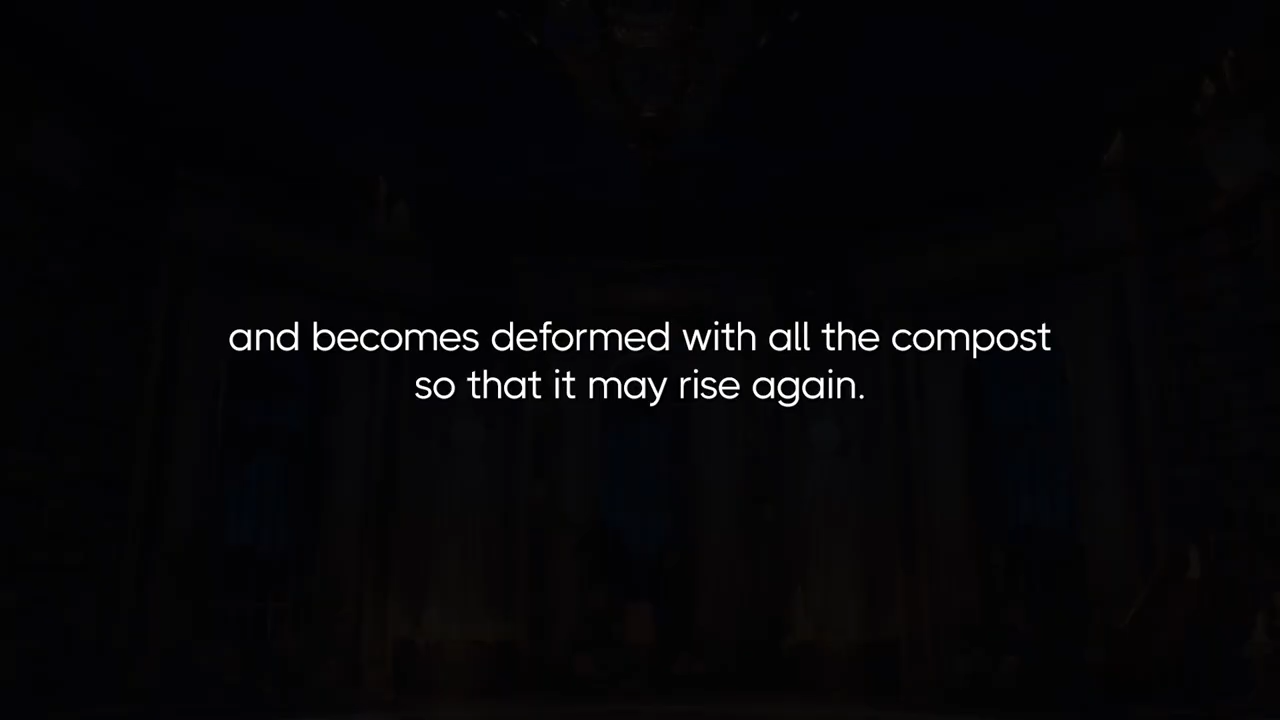 and becomes deformed with all the compost
so that it may rise again.